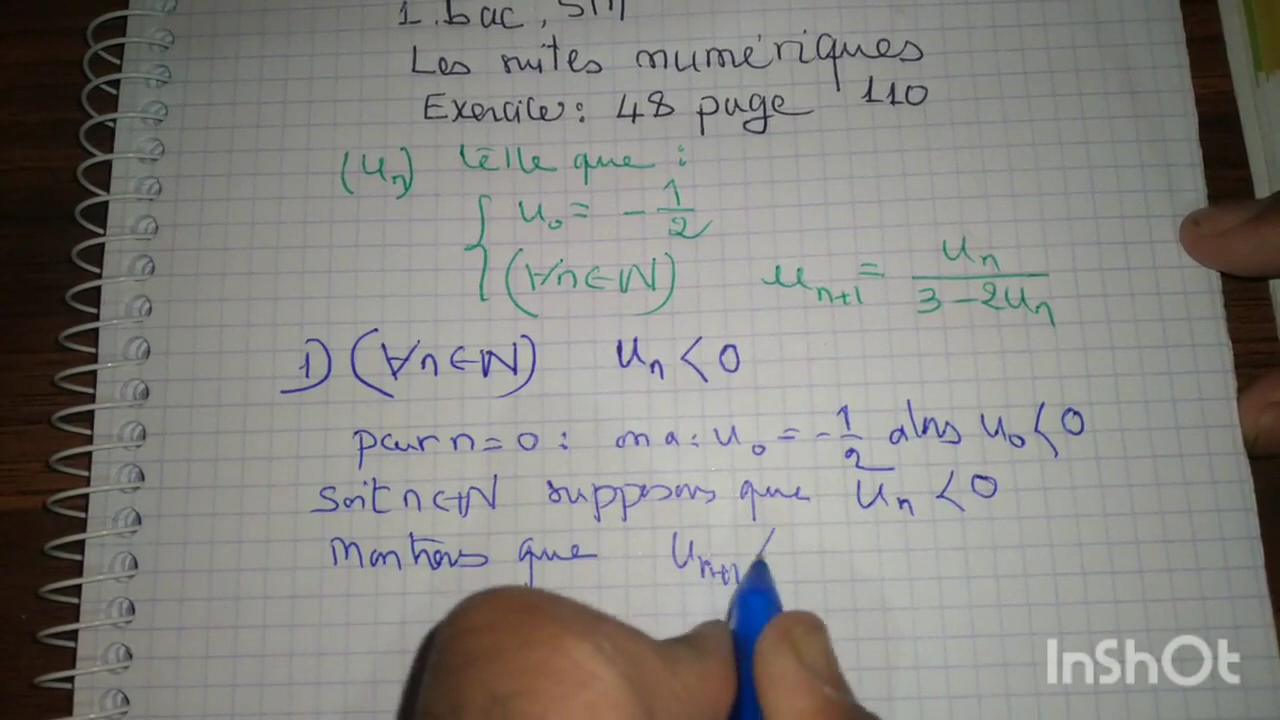 1.bac, SM
Les suites numériques
Exercice: 48 page 110
(uₙ) telle que :
{ u₀ = -1/2
(∀n∈ℕ) uₙ₊₁ = uₙ/(3-2uₙ)
1) (∀n∈ℕ) uₙ < 0
pour n=0 : on a : u₀ = -1/2 alors u₀ < 0
Soit n∈ℕ supposons que uₙ < 0
Montrons que uₙ₊₁ <
InShOt